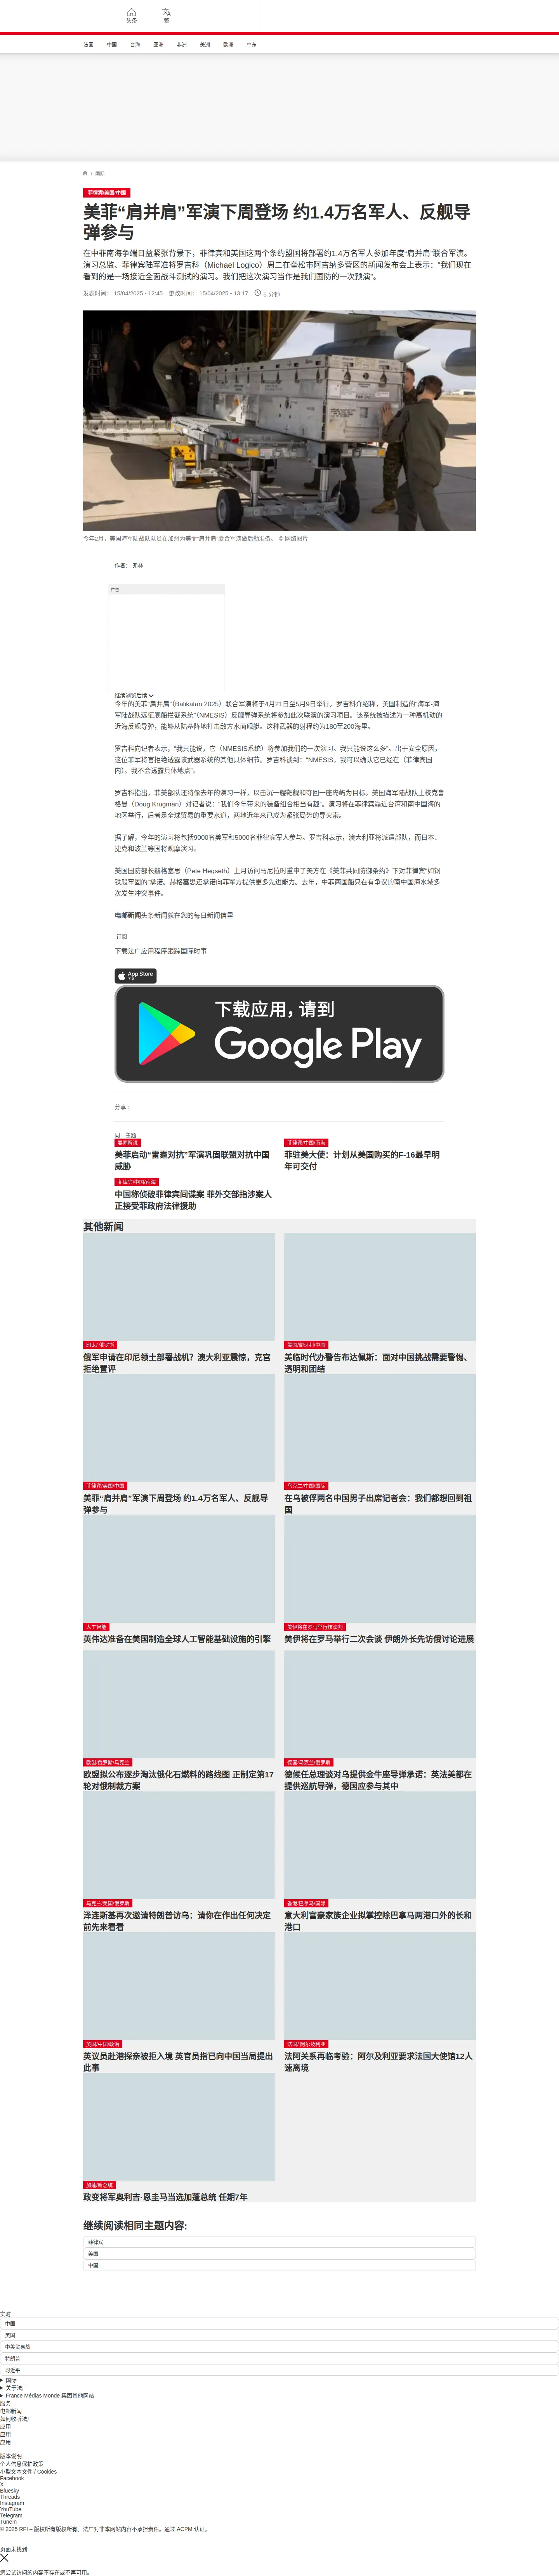 头条
繁
法国 中国 台海 亚洲 非洲 美洲 欧洲 中东
/ 国际
菲律宾/美国/中国
美菲“肩并肩”军演下周登场 约1.4万名军人、反舰导
弹参与
在中菲南海争端日益紧张背景下，菲律宾和美国这两个条约盟国将部署约1.4万名军人参加年度“肩并肩”联合军演。
演习总监、菲律宾陆军准将罗吉科（Michael Logico）周二在奎松市阿吉纳多营区的新闻发布会上表示：“我们现在
看到的是一场接近全面战斗测试的演习。我们把这次演习当作是我们国防的一次预演”。
发表时间： 15/04/2025 - 12:45 更改时间： 15/04/2025 - 13:17 5 分钟
今年2月，美国海军陆战队队员在加州为美菲“肩并肩”联合军演做后勤准备。 © 网络图片
作者： 弗林
广告
继续浏览后续
今年的美菲“肩并肩”（Balikatan 2025）联合军演将于4月21日至5月9日举行。罗吉科介绍称，美国制造的“海军-海
军陆战队远征舰船拦截系统”（NMESIS）反舰导弹系统将参加此次联演的演习项目。该系统被描述为一种高机动的
近海反舰导弹，能够从陆基阵地打击敌方水面舰艇。这种武器的射程约为180至200海里。
罗吉科向记者表示，“我只能说，它（NMESIS系统）将参加我们的一次演习。我只能说这么多”。出于安全原因，
这位菲军将官拒绝透露该武器系统的其他具体细节。罗吉科谈到：“NMESIS，我可以确认它已经在（菲律宾国
内）。我不会透露具体地点”。
罗吉科指出，菲美部队还将像去年的演习一样，以击沉一艘靶舰和夺回一座岛屿为目标。美国海军陆战队上校克鲁
格曼（Doug Krugman）对记者说：“我们今年带来的装备组合相当有趣”。演习将在菲律宾靠近台湾和南中国海的
地区举行，后者是全球贸易的重要水道，两地近年来已成为紧张局势的导火索。
据了解，今年的演习将包括9000名美军和5000名菲律宾军人参与。罗吉科表示，澳大利亚将派遣部队，而日本、
捷克和波兰等国将观摩演习。
美国国防部长赫格塞思（Pete Hegseth）上月访问马尼拉时重申了美方在《美菲共同防御条约》下对菲律宾“如钢
铁般牢固的”承诺。赫格塞思还承诺向菲军方提供更多先进能力。去年，中菲两国船只在有争议的南中国海水域多
次发生冲突事件。
电邮新闻头条新闻就在您的每日新闻信里
订阅
下载法广应用程序跟踪国际时事
App Store
下载
下载应用，请到
Google Play
分享 :
同一主题
要闻解说
美菲启动“雷霆对抗”军演巩固联盟对抗中国
威胁
菲律宾/中国/南海
菲驻美大使：计划从美国购买的F-16最早明
年可交付
菲律宾/中国/南海
中国称侦破菲律宾间谍案 菲外交部指涉案人
正接受菲政府法律援助
其他新闻
印太/ 俄罗斯
俄军申请在印尼领土部署战机？澳大利亚震惊，克宫
拒绝置评
美国/匈牙利/中国
美临时代办警告布达佩斯：面对中国挑战需要警惕、
透明和团结
菲律宾/美国/中国
美菲“肩并肩”军演下周登场 约1.4万名军人、反舰导
弹参与
乌克兰/中国/国际
在乌被俘两名中国男子出席记者会：我们都想回到祖
国
人工智能
英伟达准备在美国制造全球人工智能基础设施的引擎
美伊将在罗马举行核谈判
美伊将在罗马举行二次会谈 伊朗外长先访俄讨论进展
欧盟/俄罗斯/乌克兰
欧盟拟公布逐步淘汰俄化石燃料的路线图 正制定第17
轮对俄制裁方案
德国/乌克兰/俄罗斯
德候任总理谈对乌提供金牛座导弹承诺：英法美都在
提供巡航导弹，德国应参与其中
乌克兰/美国/俄罗斯
泽连斯基再次邀请特朗普访乌：请你在作出任何决定
前先来看看
香港/巴拿马/国际
意大利富豪家族企业拟掌控除巴拿马两港口外的长和
港口
英国/中国/政治
英议员赴港探亲被拒入境 英官员指已向中国当局提出
此事
法国/ 阿尔及利亚
法阿关系再临考验：阿尔及利亚要求法国大使馆12人
速离境
加蓬/新总统
政变将军奥利吉·恩圭马当选加蓬总统 任期7年
继续阅读相同主题内容:
菲律宾
美国
中国
实时
中国
美国
中美贸易战
特朗普
习近平
国际
关于法广
France Médias Monde 集团其他网站
服务
电邮新闻
如何收听法广
应用
应用
应用
版本说明
个人信息保护政策
小型文本文件 / Cookies
Facebook
X
Bluesky
Threads
Instagram
YouTube
Telegram
TuneIn
© 2025 RFI – 版权所有版权所有。法广对非本网站内容不承担责任。通过 ACPM 认证。
页面未找到
您尝试访问的内容不存在或不再可用。